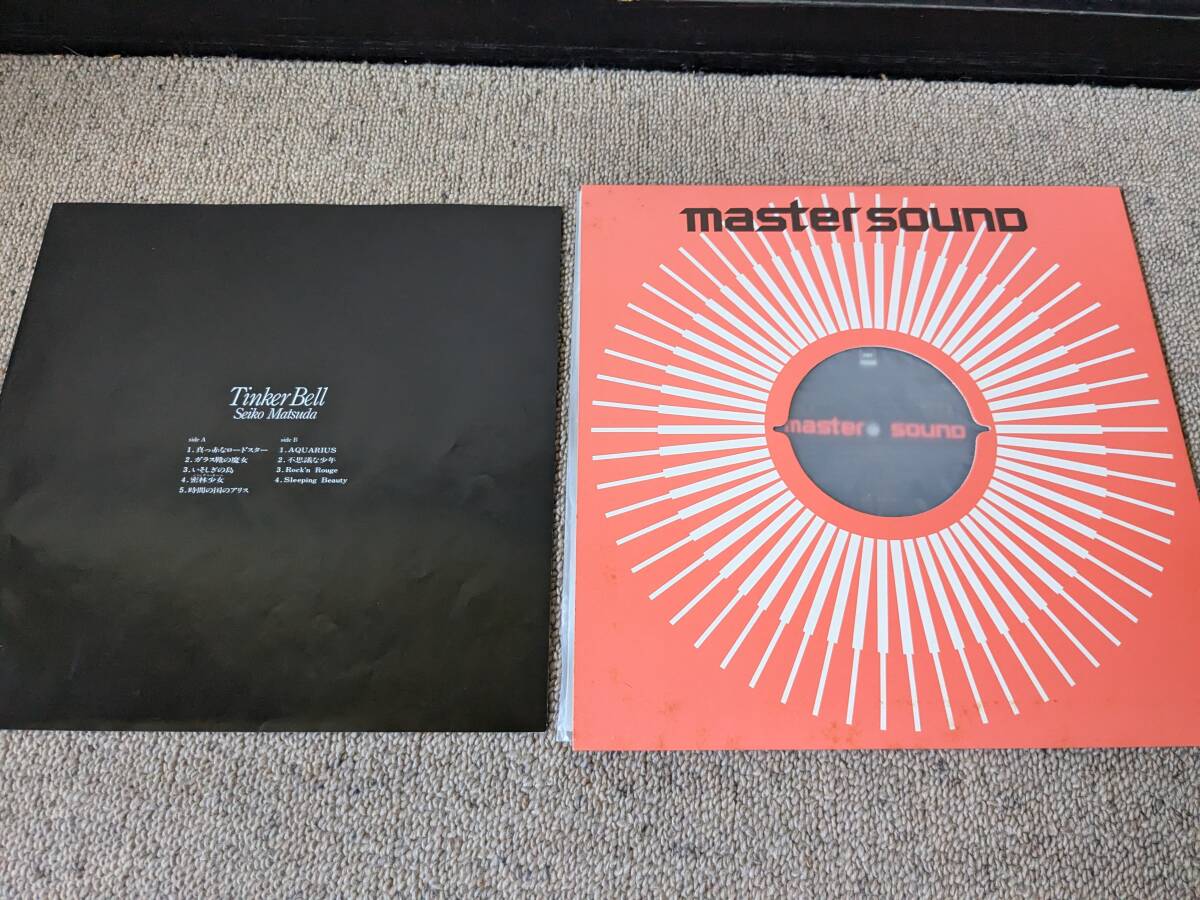 Tinker Bell
Seiko Matsuda
side A
1. 真っ赤なロードスター
2. ガラス靴の魔女
3. いそしぎの島
4. 密林少女
5. 時間の国のアリス
side B
1. AQUARIUS
2. 不思議な少年
3. Rock'n Rouge
4. Sleeping Beauty
master sound
master sound